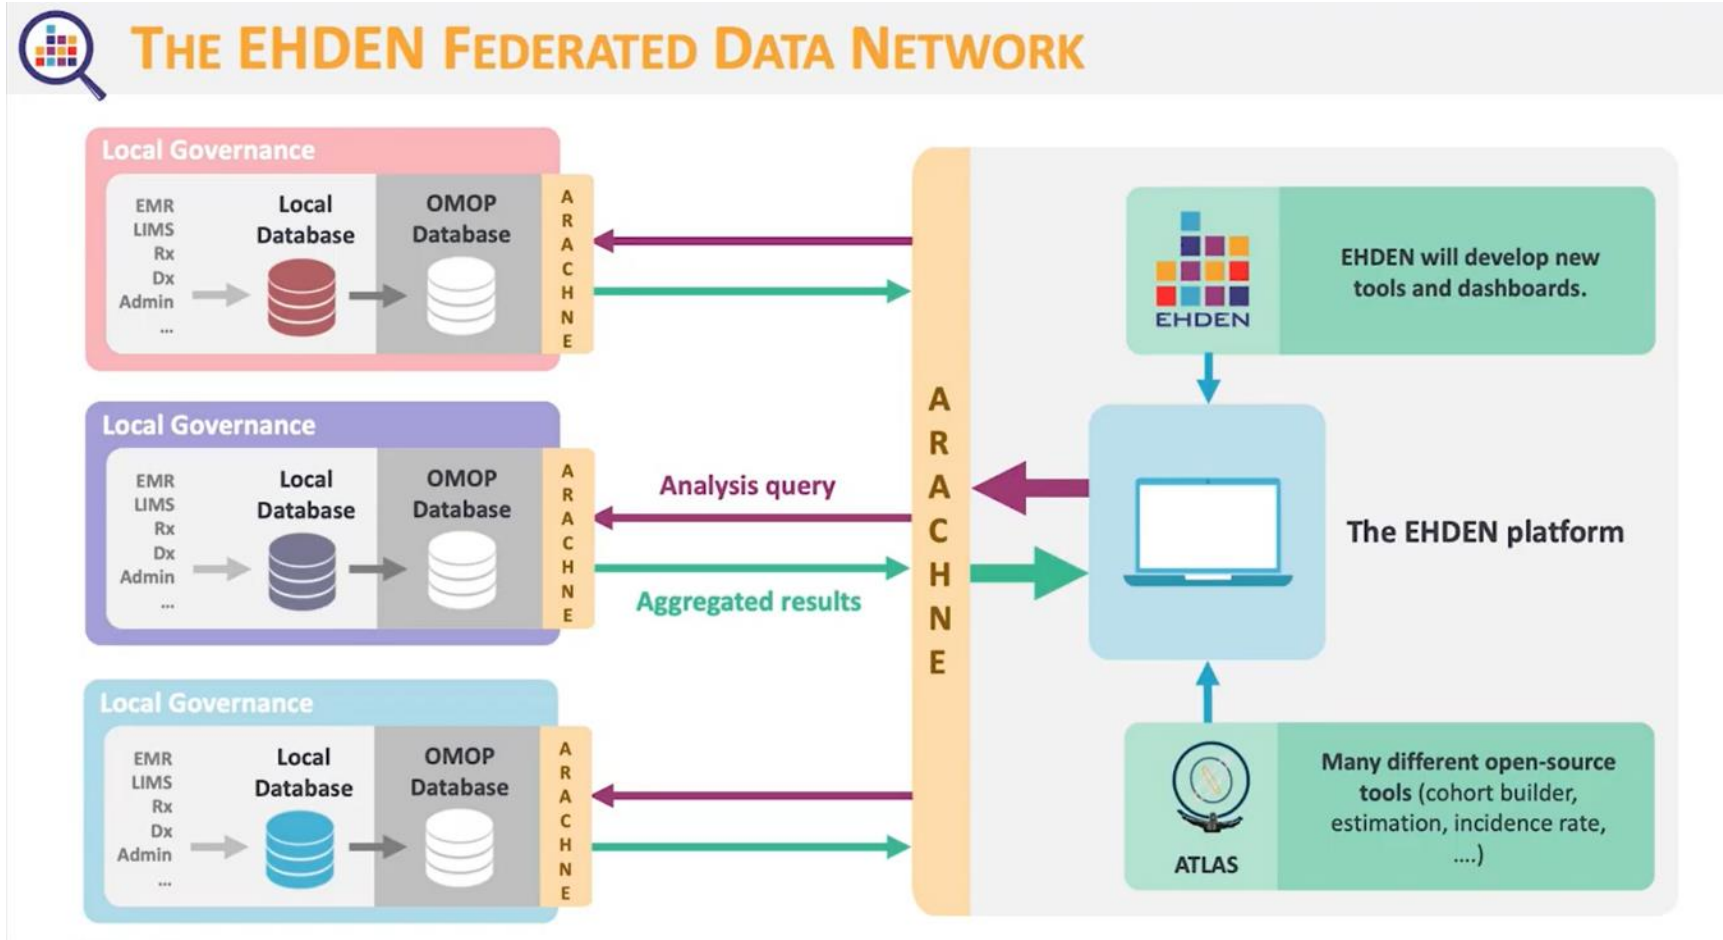 THE EHDEN FEDERATED DATA NETWORK
Local Governance
EMR
LIMS
Rx
Dx
Admin
...
Local
Database
OMOP
Database
ARACHNE
Local Governance
EMR
LIMS
Rx
Dx
Admin
...
Local
Database
OMOP
Database
ARACHNE
Analysis query
Aggregated results
Local Governance
EMR
LIMS
Rx
Dx
Admin
...
Local
Database
OMOP
Database
ARACHNE
ARACHNE
EHDEN
EHDEN will develop new
tools and dashboards.
The EHDEN platform
ATLAS
Many different open-source
tools (cohort builder,
estimation, incidence rate,
....)